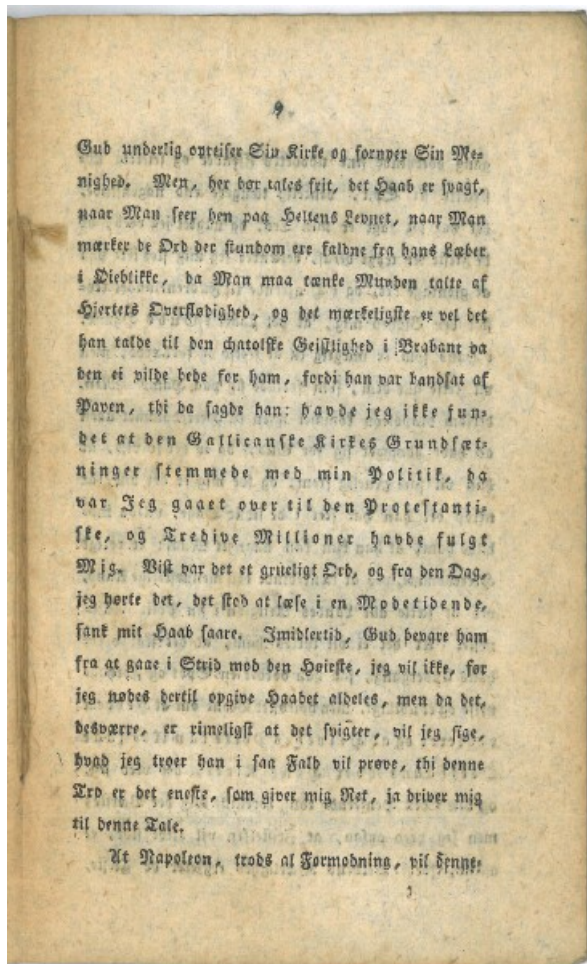 9
Gud underlig opreiser Sin Kirke og fornyer Sin Me=
nighed. Men, her bør tales frit, det Haab er svagt,
naar Man seer hen paa Heltens Levnet, naar Man
mærker de Ord der stundom ere faldne fra hans Læber
i Øieblikke, da Man maa tænke Munden talte af
Hjertets Overflødighed, og det mærkeligste er vel det
han talde til den chatolske Geistlighed i Brabant da
den ei vilde bede for ham, fordi han var bandsat af
Paven, thi da sagde han: havde jeg ikke fun=
det at den Gallicanske Kirkes Grundsæt=
ninger stemmede med min Politik, da
var Jeg gaaet over til den Protestanti=
ske, og Tredive Millioner havde fulgt
Mig. Vist var det et grueligt Ord, og fra den Dag,
jeg hørte det, det stod at læse i en Modetidende,
sank mit Haab saare. Imidlertid, Gud bevare ham
fra at gaae i Strid mod den Høieste, jeg vil ikke, før
jeg nødes dertil opgive Haabet aldeles, men da det,
desværre, er rimeligst at det svigter, vil jeg sige,
hvad jeg troer han i saa Fald vil prøve, thi denne
Tro er det eneste, som giver mig Ret, ja driver mig
til denne Tale.
At Napoleon, trods al Formodning, vil denne=